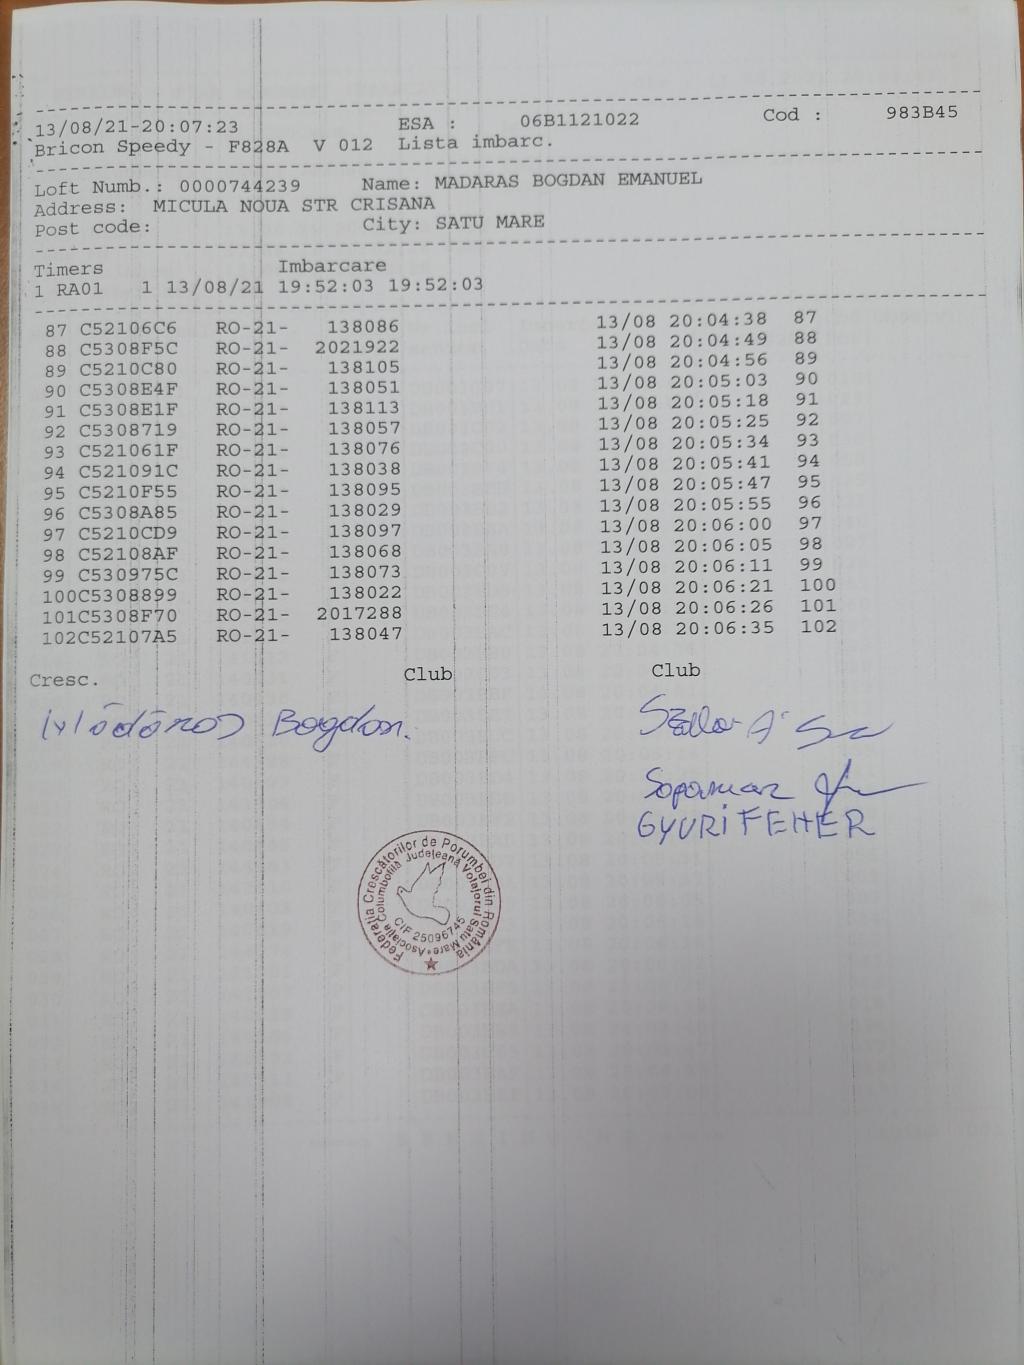 13/08/21-20:07:23 ESA : 06B1121022 Cod : 983B45
Bricon Speedy - F828A V 012 Lista imbarc.
Loft Numb.: 0000744239 Name: MADARAS BOGDAN EMANUEL
Address: MICULA NOUA STR CRISANA
Post code: City: SATU MARE
Timers Imbarcare
1 RA01 1 13/08/21 19:52:03 19:52:03
87 C52106C6 RO-21- 138086 13/08 20:04:38 87
88 C5308F5C RO-21- 2021922 13/08 20:04:49 88
89 C5210C80 RO-21- 138105 13/08 20:04:56 89
90 C5308E4F RO-21- 138051 13/08 20:05:03 90
91 C5308E1F RO-21- 138113 13/08 20:05:18 91
92 C5308719 RO-21- 138057 13/08 20:05:25 92
93 C521061F RO-21- 138076 13/08 20:05:34 93
94 C521091C RO-21- 138038 13/08 20:05:41 94
95 C5210F55 RO-21- 138095 13/08 20:05:47 95
96 C5308A85 RO-21- 138029 13/08 20:05:55 96
97 C5210CD9 RO-21- 138097 13/08 20:06:00 97
98 C52108AF RO-21- 138068 13/08 20:06:05 98
99 C530975C RO-21- 138073 13/08 20:06:11 99
100C5308899 RO-21- 138022 13/08 20:06:21 100
101C5308F70 RO-21- 2017288 13/08 20:06:26 101
102C52107A5 RO-21- 138047 13/08 20:06:35 102
Cresc. Club Club
Bogdan.
GYURI FEHER
Federația Crescătorilor de Porumbei din România
Asociația Columbofilă Județeană Voiajorul Satu Mare
CIF 25096745